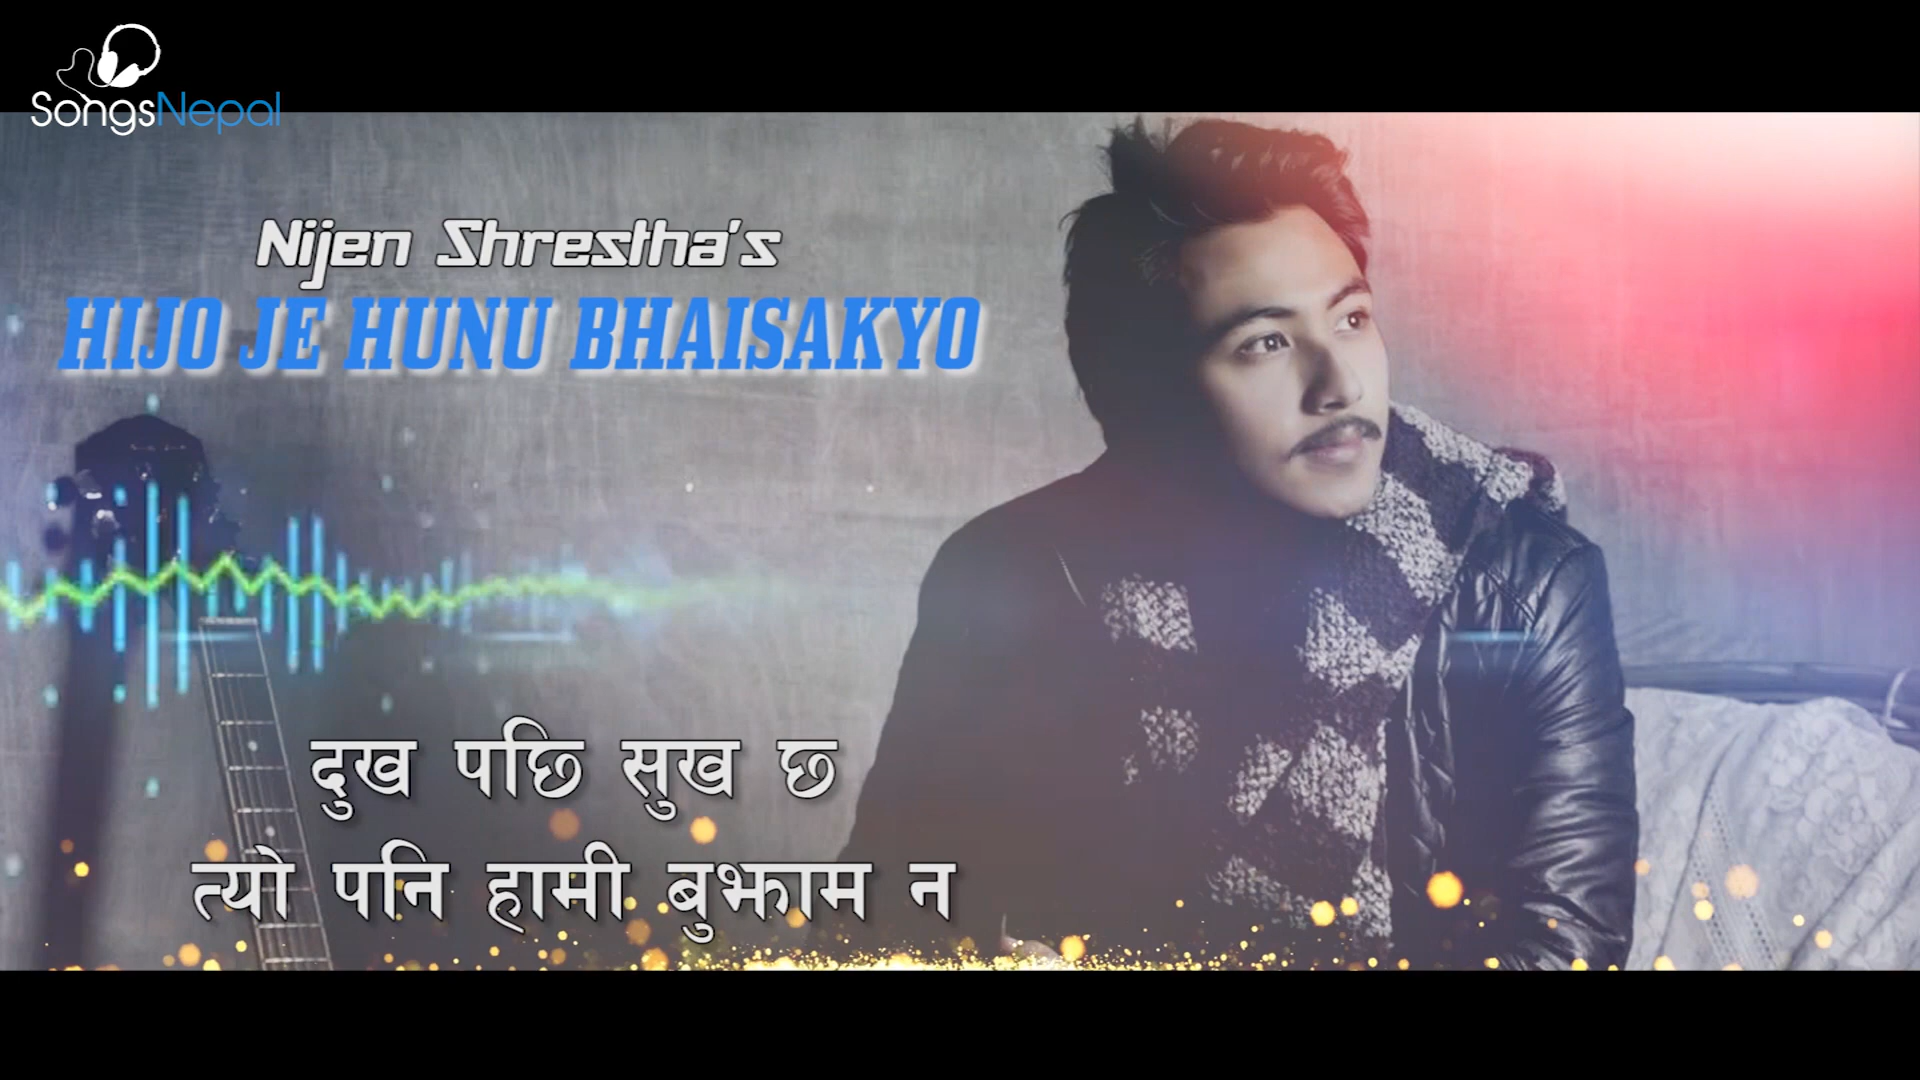 SongsNepal
Nijen Shrestha's
HIJO JE HUNU BHAISAKYO
दुख पछि सुख छ
त्यो पनि हामी बुझाम न